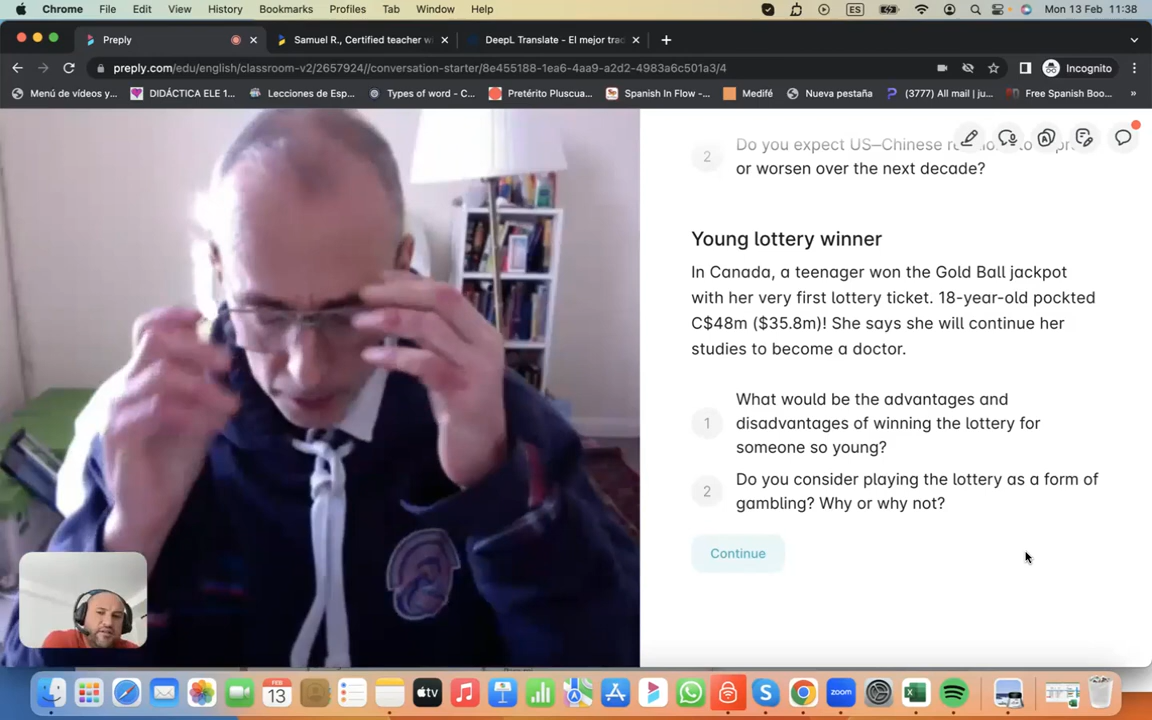 Chrome File Edit View History Bookmarks Profiles Tab Window Help ES Mon 13 Feb 11:38
Preply Samuel R., Certified teacher w DeepL Translate - El mejor trad
preply.com/edu/english/classroom-v2/2657924//conversation-starter/8e455188-1ea6-4aa9-a2d2-4983a6c501a3/4 Incognito
Menú de vídeos y... DIDÁCTICA ELE 1... Lecciones de Esp... Types of word - C... Pretérito Pluscua... Spanish In Flow -... Medifé Nueva pestaña (3777) All mail | ju... Free Spanish Boo... »
2 Do you expect US–Chinese to
or worsen over the next decade?
Young lottery winner
In Canada, a teenager won the Gold Ball jackpot
with her very first lottery ticket. 18-year-old pockted
C$48m ($35.8m)! She says she will continue her
studies to become a doctor.
1 What would be the advantages and
disadvantages of winning the lottery for
someone so young?
2 Do you consider playing the lottery as a form of
gambling? Why or why not?
Continue
FEB
13
tv
zoom